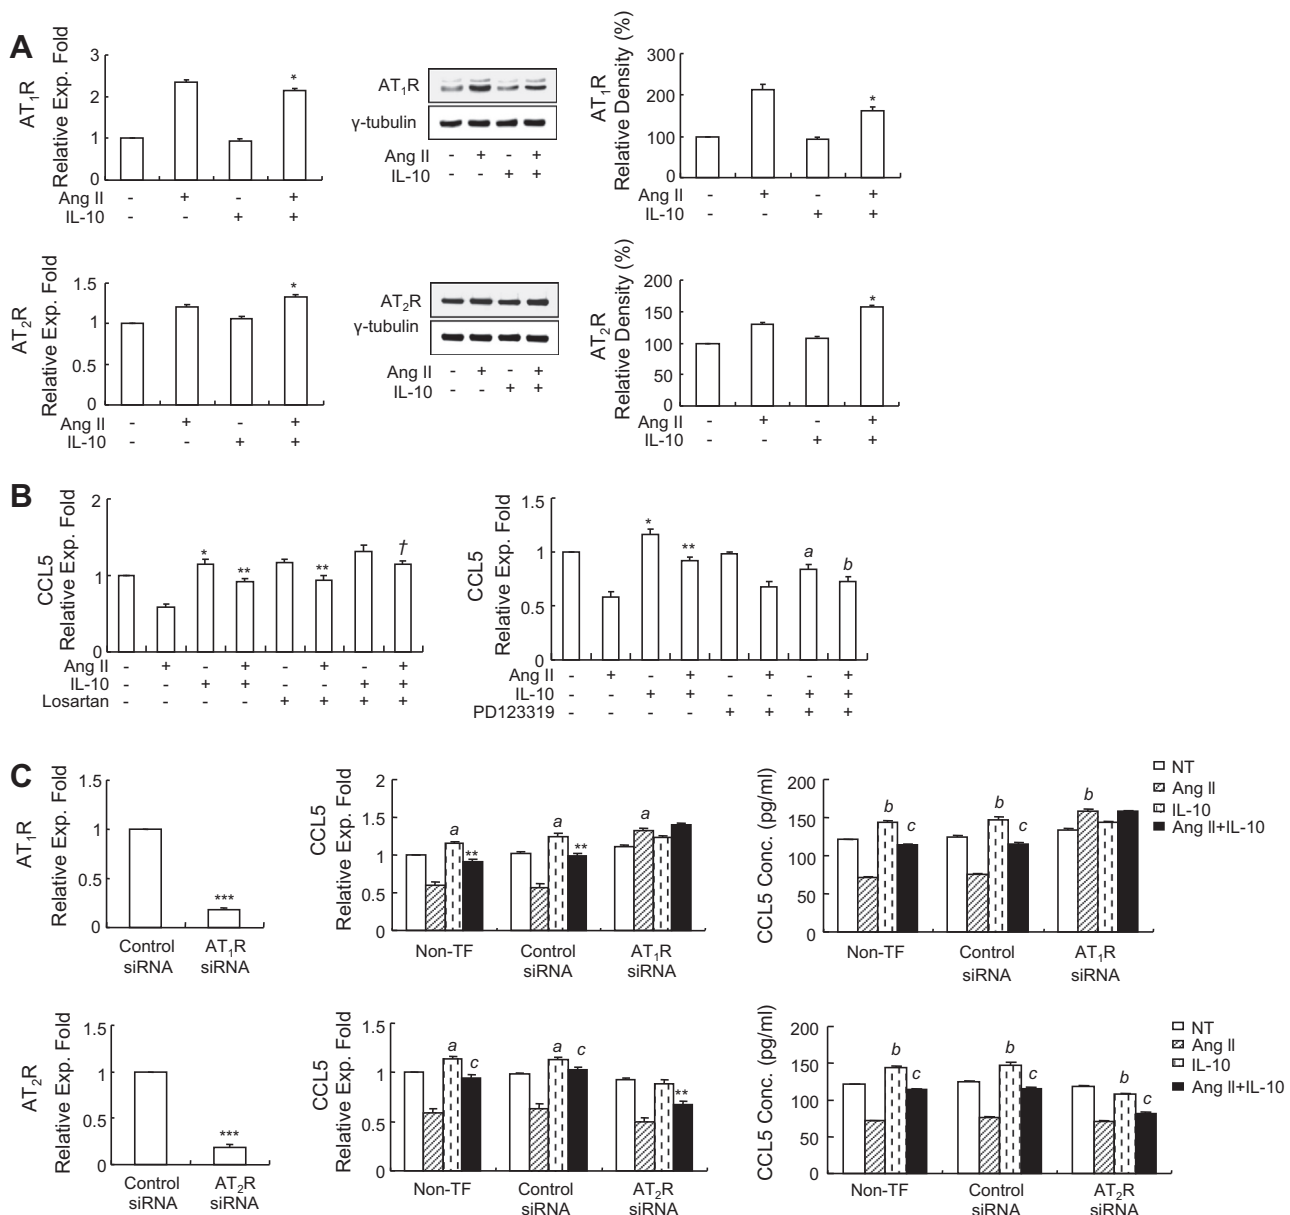 A
AT1R
Relative Exp. Fold
3
2
1
0
*
Ang II - + - +
IL-10 - - + +
AT1R
γ-tubulin
Ang II - + - +
IL-10 - - + +
AT1R
Relative Density (%)
300
200
100
0
*
Ang II - + - +
IL-10 - - + +
AT2R
Relative Exp. Fold
1.5
1
0.5
0
*
Ang II - + - +
IL-10 - - + +
AT2R
γ-tubulin
Ang II - + - +
IL-10 - - + +
AT2R
Relative Density (%)
200
150
100
50
0
*
Ang II - + - +
IL-10 - - + +
B
CCL5
Relative Exp. Fold
2
1
0
* ** ** †
Ang II - + - + - + - +
IL-10 - - + + - - + +
Losartan - - - - + + + +
CCL5
Relative Exp. Fold
1.5
1
0.5
0
* ** a b
Ang II - + - + - + - +
IL-10 - - + + - - + +
PD123319 - - - - + + + +
C
AT1R
Relative Exp. Fold
1.5
1
0.5
0
***
Control siRNA
AT1R siRNA
CCL5
Relative Exp. Fold
2
1.5
1
0.5
0
a ** a ** a
Non-TF
Control siRNA
AT1R siRNA
CCL5 Conc. (pg/ml)
200
150
100
50
0
b c b c b
Non-TF
Control siRNA
AT1R siRNA
NT
Ang II
IL-10
Ang II+IL-10
AT2R
Relative Exp. Fold
1.5
1
0.5
0
***
Control siRNA
AT2R siRNA
CCL5
Relative Exp. Fold
1.5
1
0.5
0
a c a c **
Non-TF
Control siRNA
AT2R siRNA
CCL5 Conc. (pg/ml)
200
150
100
50
0
b c b c b c
Non-TF
Control siRNA
AT2R siRNA
NT
Ang II
IL-10
Ang II+IL-10